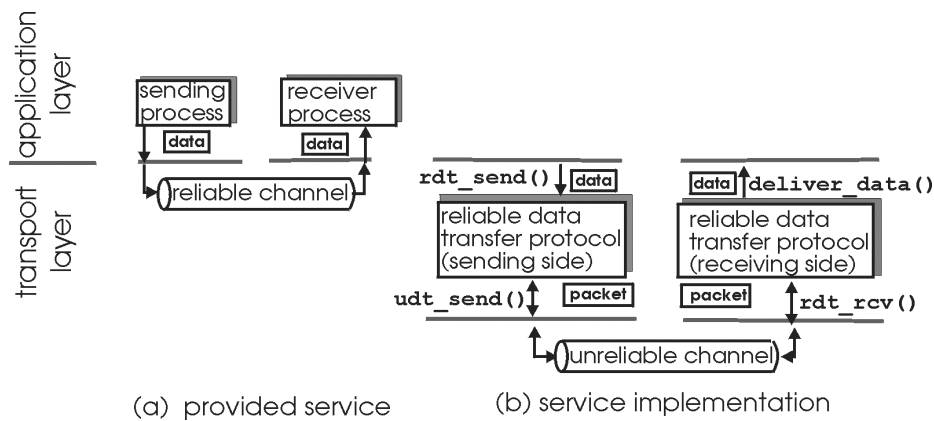 application
layer
transport
layer
sending
process
receiver
process
data
data
reliable channel
(a) provided service
rdt_send()
data
data
deliver_data()
reliable data
transfer protocol
(sending side)
reliable data
transfer protocol
(receiving side)
udt_send()
packet
packet
rdt_rcv()
unreliable channel
(b) service implementation